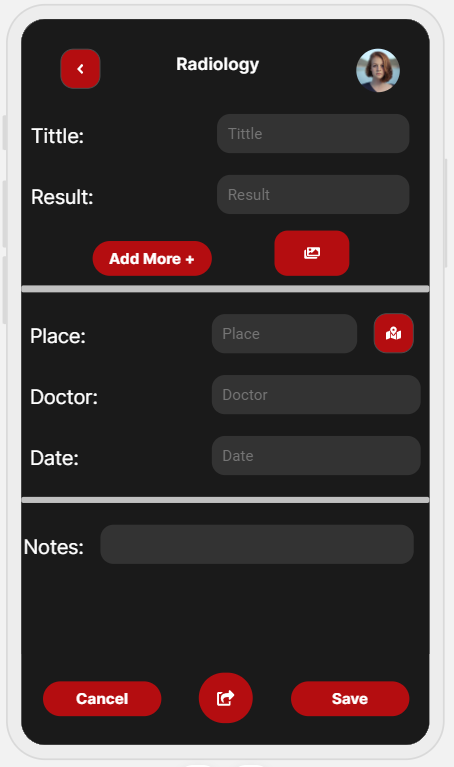 Radiology
Tittle: Tittle
Result: Result
Add More +
Place: Place
Doctor: Doctor
Date: Date
Notes:
Cancel Save